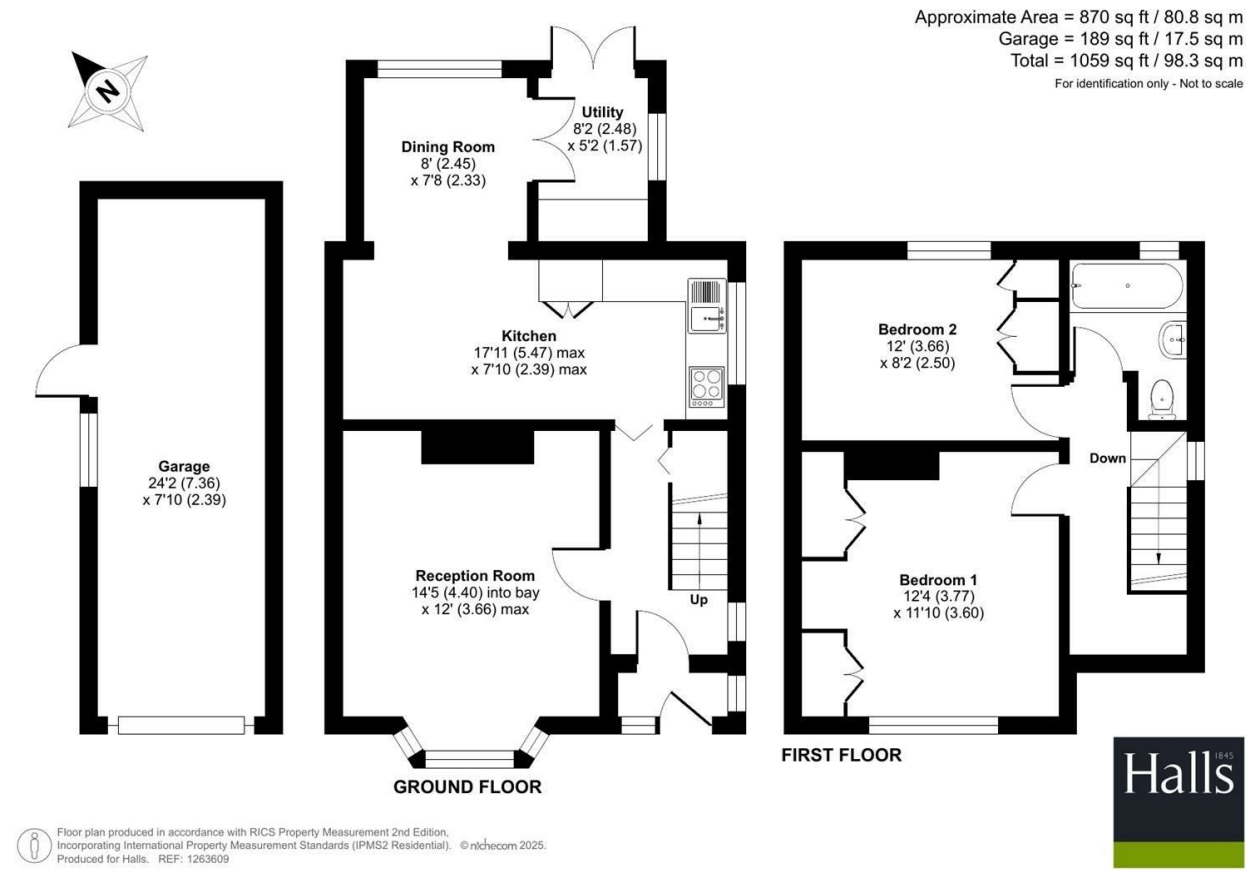 Approximate Area = 870 sq ft / 80.8 sq m
Garage = 189 sq ft / 17.5 sq m
Total = 1059 sq ft / 98.3 sq m
For identification only - Not to scale
N
Utility
8'2 (2.48)
x 5'2 (1.57)
Dining Room
8' (2.45)
x 7'8 (2.33)
Kitchen
17'11 (5.47) max
x 7'10 (2.39) max
Bedroom 2
12' (3.66)
x 8'2 (2.50)
Garage
24'2 (7.36)
x 7'10 (2.39)
Down
Reception Room
14'5 (4.40) into bay
x 12' (3.66) max
Up
Bedroom 1
12'4 (3.77)
x 11'10 (3.60)
GROUND FLOOR
FIRST FLOOR
1845
Halls
Floor plan produced in accordance with RICS Property Measurement 2nd Edition,
Incorporating International Property Measurement Standards (IPMS2 Residential). © nichecom 2025.
Produced for Halls. REF: 1263609